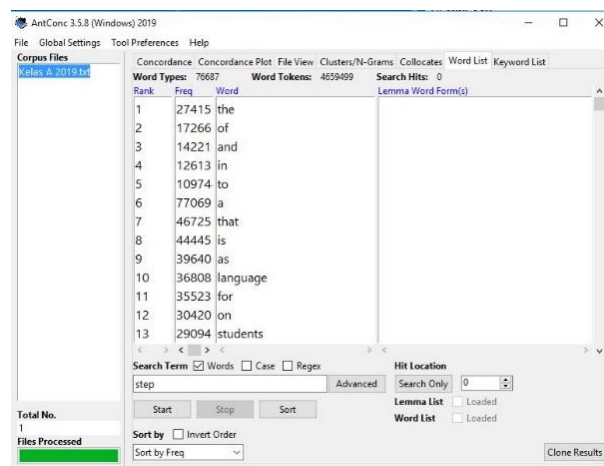 AntConc 3.5.8 (Windows) 2019
File Global Settings Tool Preferences Help
Corpus Files
Kelas A 2019.txt
Concordance Concordance Plot File View Clusters/N-Grams Collocates Word List Keyword List
Word Types: 76687 Word Tokens: 4659499 Search Hits: 0
Rank Freq Word Lemma Word Form(s)
1 27415 the
2 17266 of
3 14221 and
4 12613 in
5 10974 to
6 77069 a
7 46725 that
8 44445 is
9 39640 as
10 36808 language
11 35523 for
12 30420 on
13 29094 students
Search Term Words Case Regex Hit Location
step Advanced Search Only 0
Start Stop Sort Lemma List Loaded
Word List Loaded
Sort by Invert Order
Sort by Freq Clone Results
Total No.
1
Files Processed